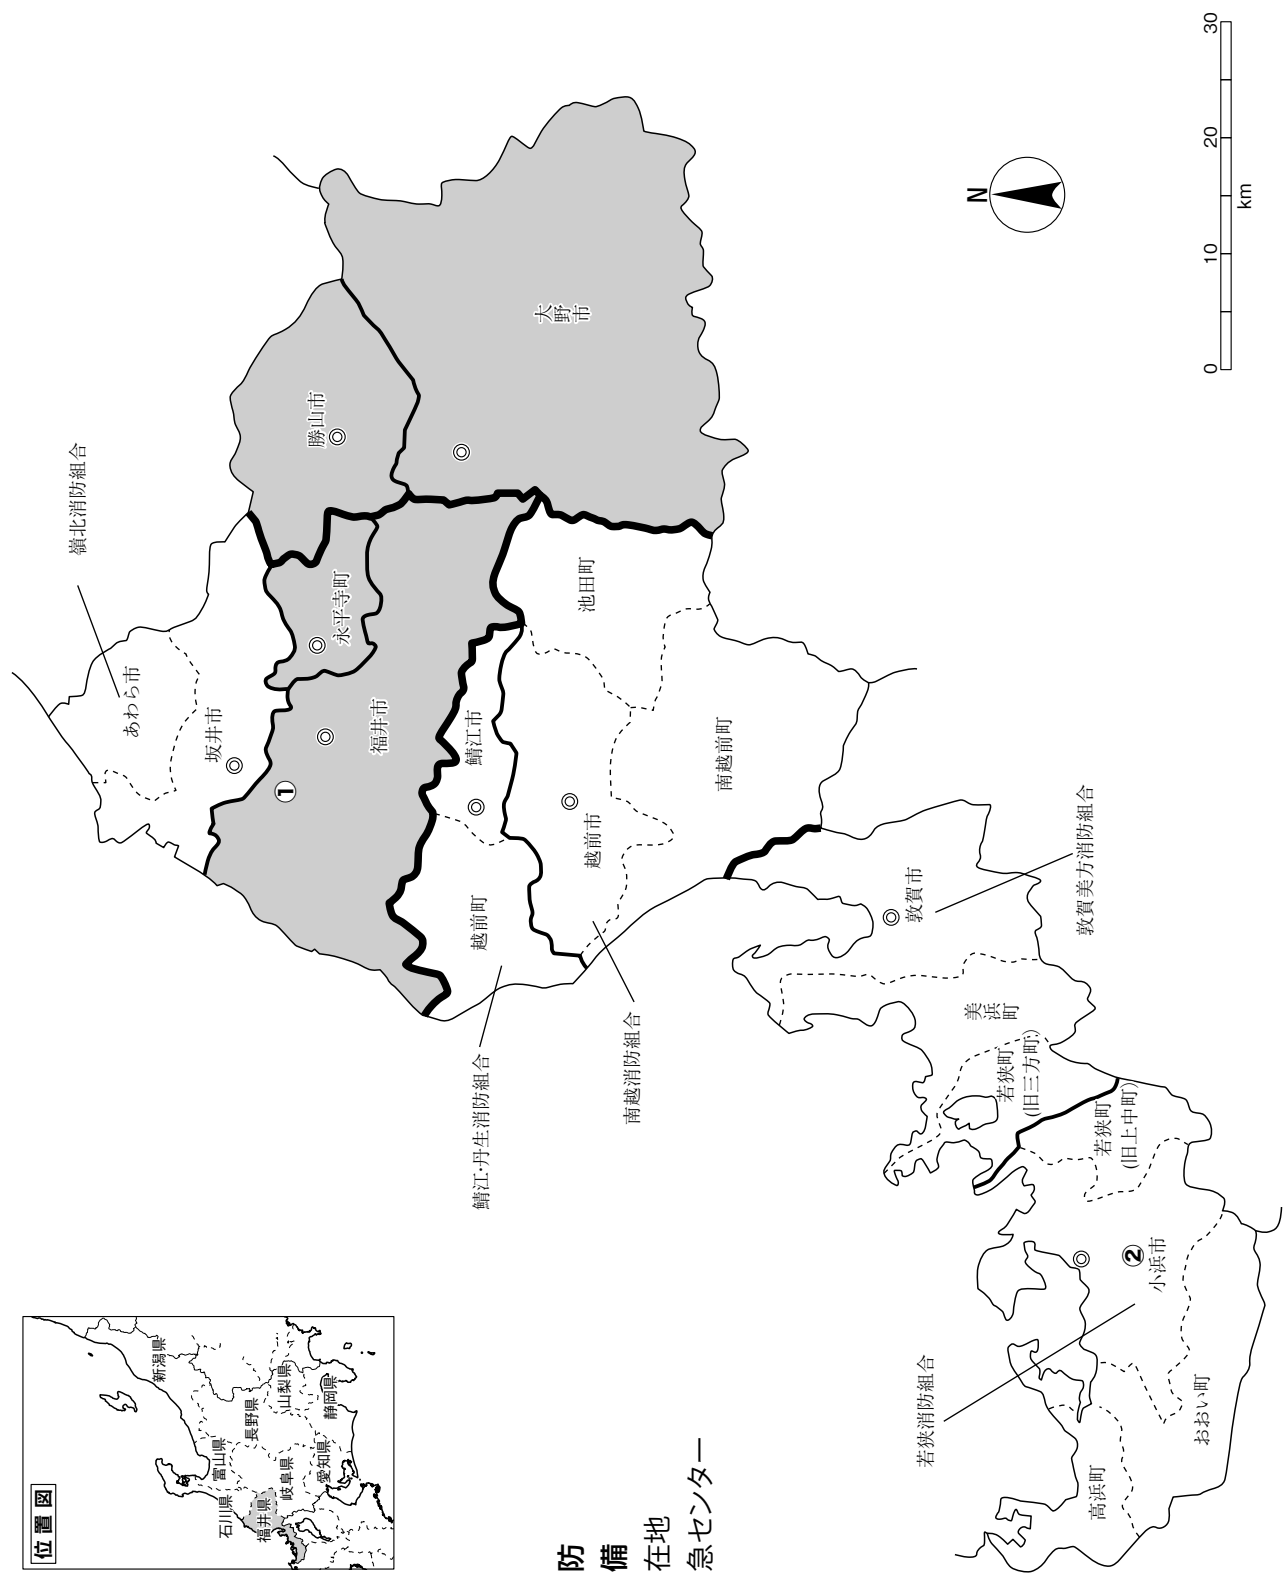 嶺北消防組合
あわら市
坂井市
勝山市
永平寺町
①
福井市
大野市
鯖江市
池田町
越前町
越前市
南越前町
鯖江・丹生消防組合
南越消防組合
敦賀市
敦賀美方消防組合
美浜町
若狭町
(旧三方町)
若狭町
(旧上中町)
②
小浜市
若狭消防組合
おおい町
高浜町
N
0 10 20 30
km
位置図
新潟県
富山県
石川県
長野県
福井県
岐阜県
山梨県
愛知県
静岡県
防
備
在地
急センター